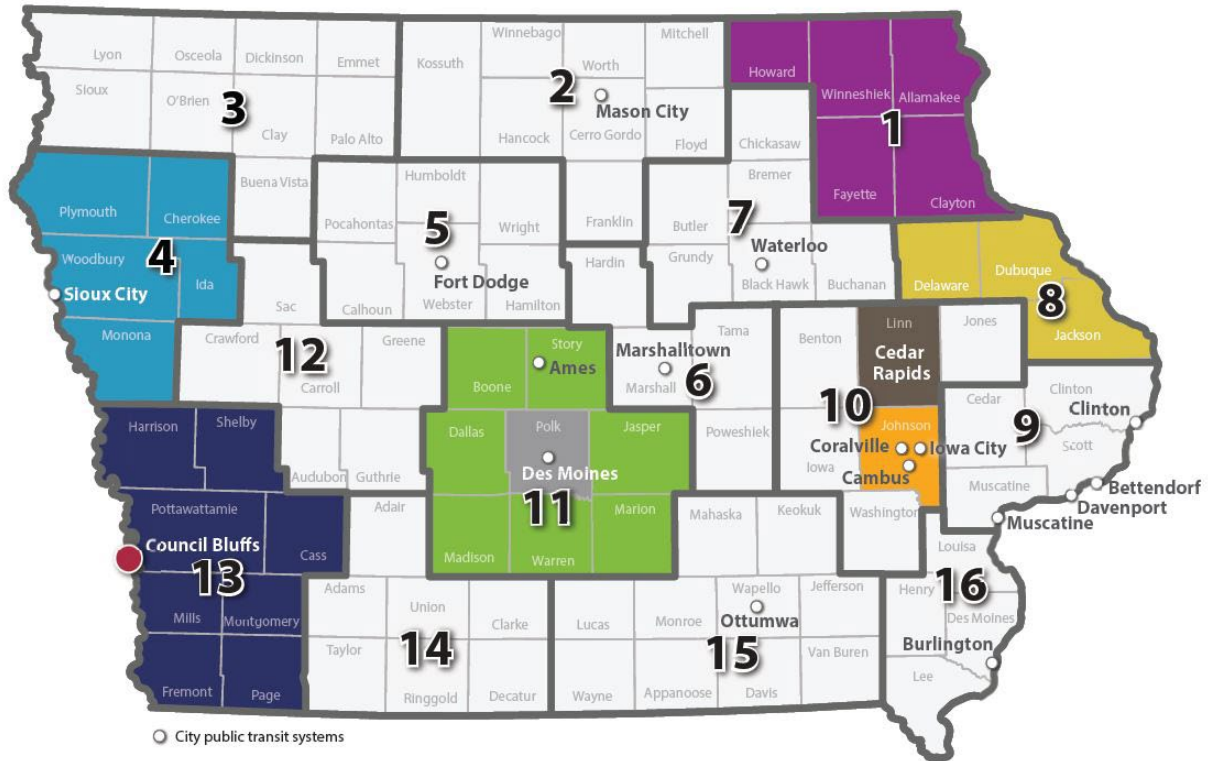 Lyon
Osceola
Dickinson
Emmet
Sioux
O'Brien
Clay
Palo Alto
3
Kossuth
Winnebago
Worth
Mitchell
2
Mason City
Hancock
Cerro Gordo
Floyd
Howard
Winneshiek
Allamakee
1
Fayette
Clayton
Chickasaw
Bremer
Butler
7
Waterloo
Grundy
Black Hawk
Buchanan
Plymouth
Cherokee
Woodbury
4
Ida
Sioux City
Monona
Buena Vista
Pocahontas
Humboldt
Wright
5
Fort Dodge
Calhoun
Webster
Hamilton
Franklin
Hardin
Delaware
Dubuque
8
Jackson
Sac
Crawford
12
Carroll
Greene
Audubon
Guthrie
Story
Ames
Boone
Dallas
Polk
Des Moines
Jasper
11
Marion
Madison
Warren
Tama
Marshalltown
Marshall
6
Poweshiek
Benton
Linn
Cedar
Rapids
Jones
10
Johnson
Coralville
Iowa City
Cambus
Iowa
Washington
Clinton
Cedar
Clinton
9
Scott
Muscatine
Bettendorf
Davenport
Muscatine
Harrison
Shelby
Pottawattamie
Council Bluffs
Cass
13
Mills
Montgomery
Fremont
Page
Adair
Adams
Union
Clarke
14
Taylor
Ringgold
Decatur
Mahaska
Keokuk
Wapello
Jefferson
Ottumwa
Lucas
Monroe
15
Van Buren
Wayne
Appanoose
Davis
Louisa
Henry
16
Des Moines
Burlington
Lee
City public transit systems